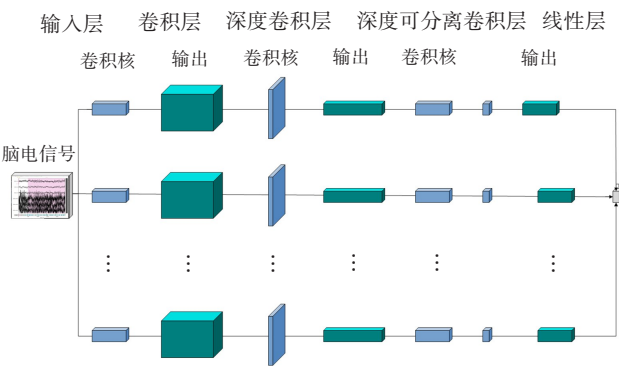 输入层 卷积层 深度卷积层 深度可分离卷积层 线性层
卷积核 输出 卷积核 输出 卷积核 输出
脑电信号